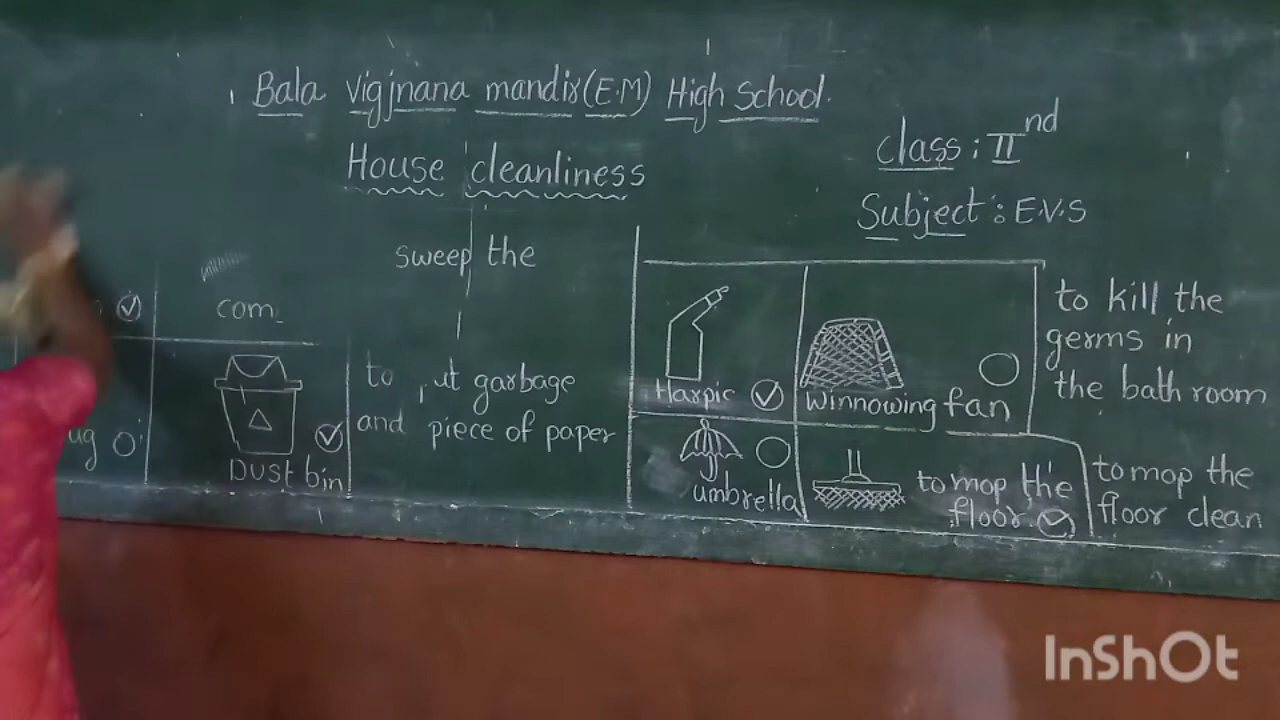 Bala Vigjnana mandir(E.M) High School.
House cleanliness
Class : IInd
Subject : E.V.S
sweep the
com
Dust bin
to ut garbage
and piece of paper
Harpic
Winnowing fan
to kill the
germs in
the bath room
ug
umbrella
to mop the
floor
to mop the
floor clean
InShOt